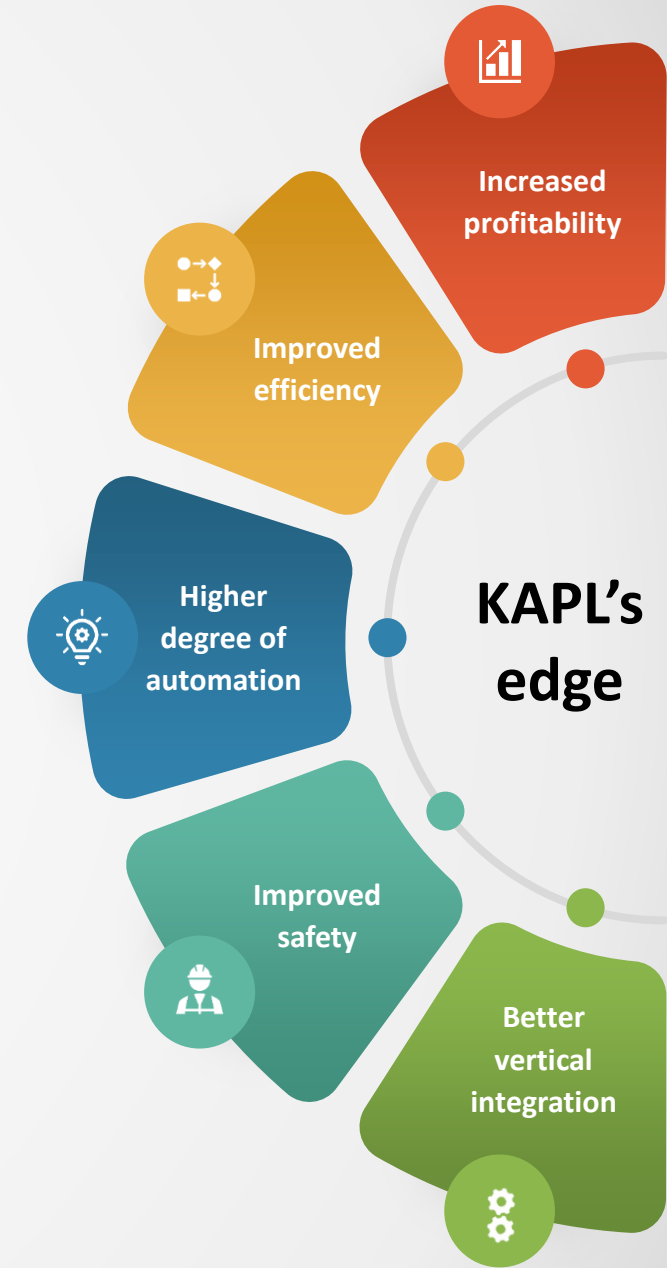 Increased
profitability
Improved
efficiency
Higher
degree of
automation
KAPL's
edge
Improved
safety
Better
vertical
integration